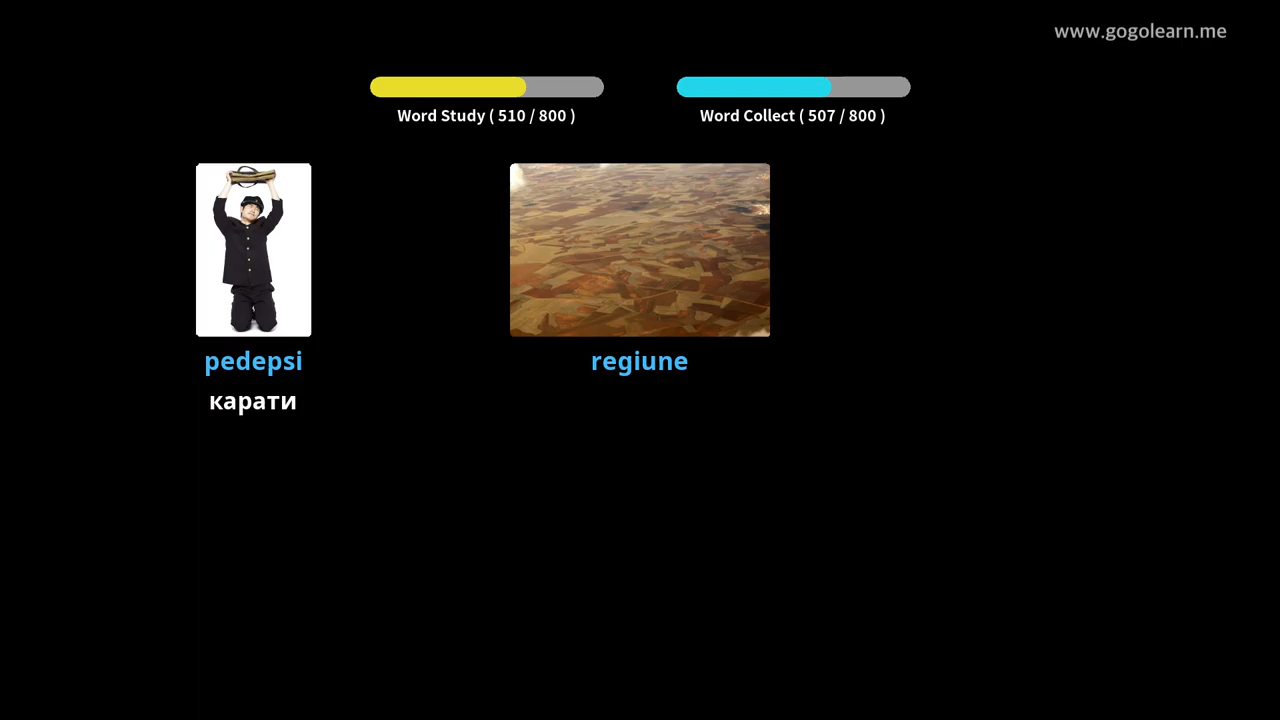 www.gogolearn.me
Word Study ( 510 / 800 )
Word Collect ( 507 / 800 )
pedepsi
regiune
карати